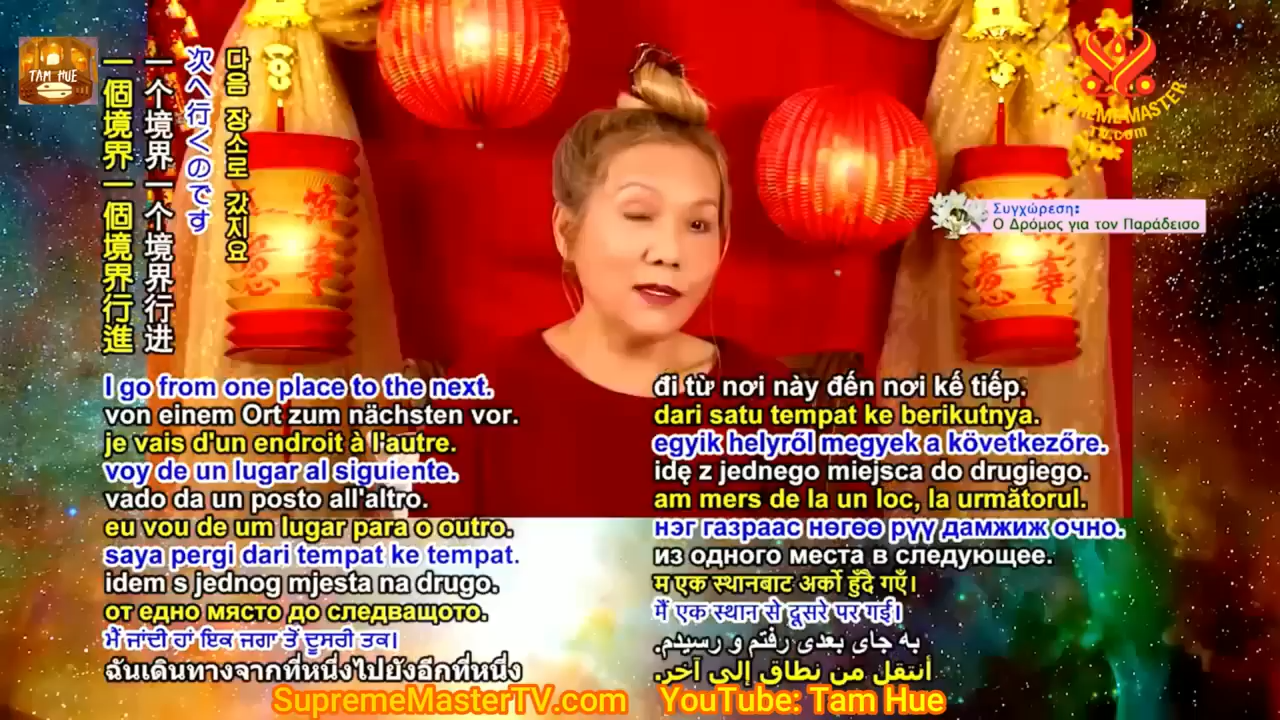 TAM HUE
一個境界一個境界行進
一个境界一个境界行进
次へ行くのです
다음 장소로 갔지요
SUPREME MASTER
TV.com
Συγχώρεση:
Ο Δρόμος για τον Παράδεισο
I go from one place to the next.
von einem Ort zum nächsten vor.
je vais d'un endroit à l'autre.
voy de un lugar al siguiente.
vado da un posto all'altro.
eu vou de um lugar para o outro.
saya pergi dari tempat ke tempat.
idem s jednog mjesta na drugo.
от едно място до следващото.
ਮੈਂ ਜਾਂਦੀ ਹਾਂ ਇਕ ਜਗਾ ਤੋਂ ਦੂਸਰੀ ਤਕ।
ฉันเดินทางจากที่หนึ่งไปยังอีกที่หนึ่ง
đi từ nơi này đến nơi kế tiếp.
dari satu tempat ke berikutnya.
egyik helyről megyek a következőre.
idę z jednego miejsca do drugiego.
am mers de la un loc, la următorul.
нэг газраас нөгөө рүү дамжиж очно.
из одного места в следующее.
म एक स्थानबाट अर्को हुँदै गएँ।
मैं एक स्थान से दूसरे पर गई।
به جای بعدی رفتم و رسیدم.
أنتقل من نطاق إلى آخر.
SupremeMasterTV.com YouTube: Tam Hue